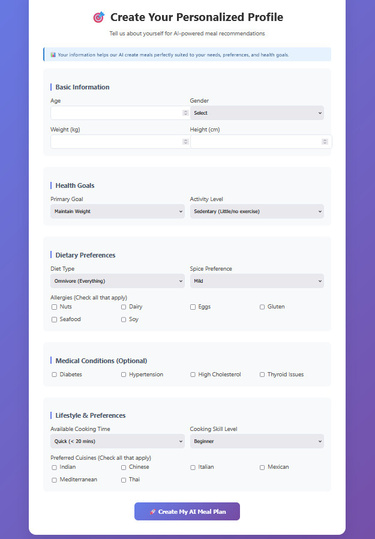 🎯 Create Your Personalized Profile
Tell us about yourself for AI-powered meal recommendations
Your information helps our AI create meals perfectly suited to your needs, preferences, and health goals.
Basic Information
Age Gender
Select
Weight (kg) Height (cm)
Health Goals
Primary Goal Activity Level
Maintain Weight Sedentary (Little/no exercise)
Dietary Preferences
Diet Type Spice Preference
Omnivore (Everything) Mild
Allergies (Check all that apply)
Nuts Dairy Eggs Gluten
Seafood Soy
Medical Conditions (Optional)
Diabetes Hypertension High Cholesterol Thyroid Issues
Lifestyle & Preferences
Available Cooking Time Cooking Skill Level
Quick (< 20 mins) Beginner
Preferred Cuisines (Check all that apply)
Indian Chinese Italian Mexican
Mediterranean Thai
🚀 Create My AI Meal Plan